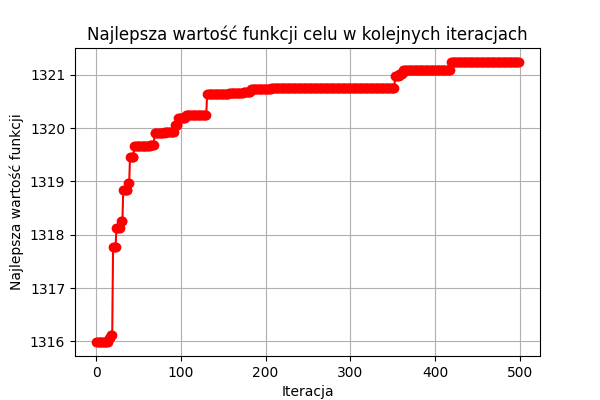 Najlepsza wartość funkcji celu w kolejnych iteracjach
Najlepsza wartość funkcji
1321
1320
1319
1318
1317
1316
0 100 200 300 400 500
Iteracja